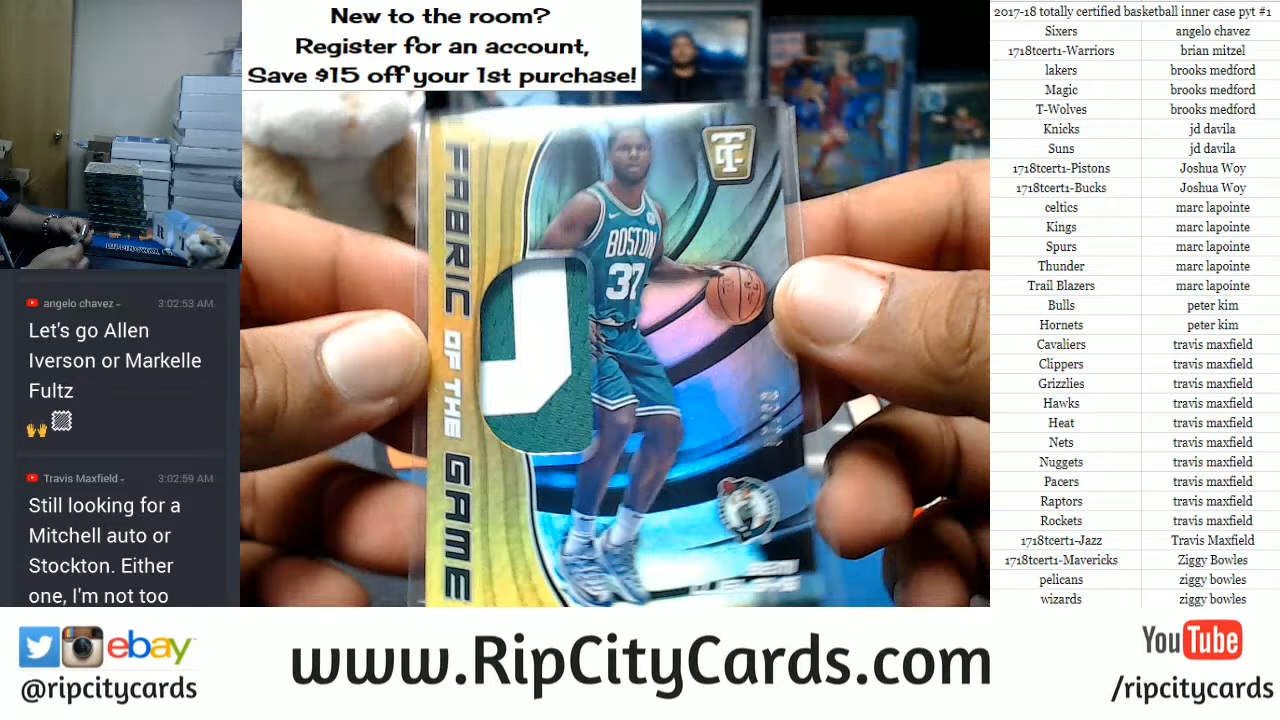 New to the room?
Register for an account,
Save $15 off your 1st purchase!
angelo chavez
3:02:53 AM
Let's go Allen
Iverson or Markelle
Fultz
Travis Maxfield
3:02:59 AM
Still looking for a
Mitchell auto or
Stockton. Either
one, I'm not too
FABRIC OF THE GAME
BOSTON
37
2017-18 totally certified basketball inner case pyt #1
Sixers angelo chavez
1718tcert1-Warriors brian mitzel
lakers brooks medford
Magic brooks medford
T-Wolves brooks medford
Knicks jd davila
Suns jd davila
1718tcert1-Pistons Joshua Woy
1718tcert1-Bucks Joshua Woy
celtics marc lapointe
Kings marc lapointe
Spurs marc lapointe
Thunder marc lapointe
Trail Blazers marc lapointe
Bulls peter kim
Hornets peter kim
Cavaliers travis maxfield
Clippers travis maxfield
Grizzlies travis maxfield
Hawks travis maxfield
Heat travis maxfield
Nets travis maxfield
Nuggets travis maxfield
Pacers travis maxfield
Raptors travis maxfield
Rockets travis maxfield
1718tcert1-Jazz Travis Maxfield
1718tcert1-Mavericks Ziggy Bowles
pelicans ziggy bowles
wizards ziggy bowles
ebay
@ripcitycards
www.RipCityCards.com
YouTube
/ripcitycards